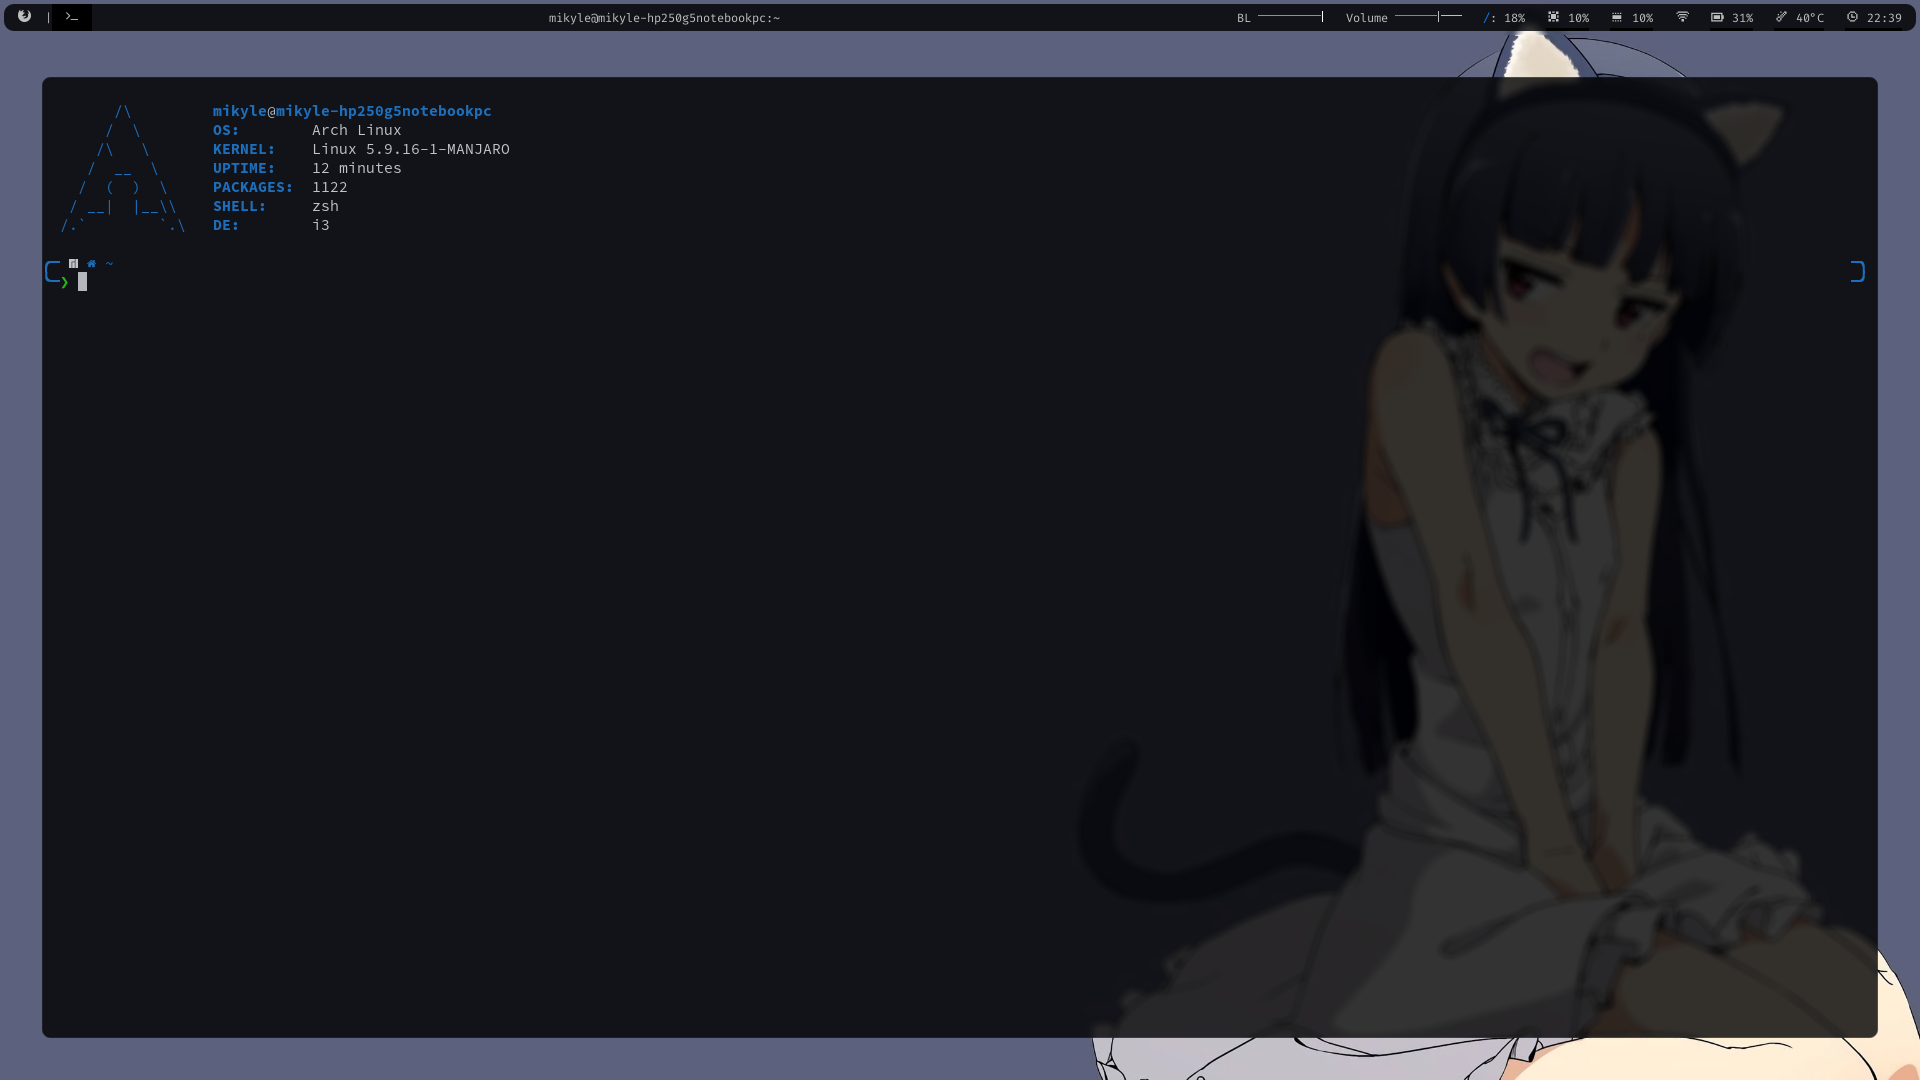 | >_ mikyle@mikyle-hp250g5notebookpc:~ BL Volume /: 18% 10% 10% 31% 40°C 22:39
mikyle@mikyle-hp250g5notebookpc
OS: Arch Linux
KERNEL: Linux 5.9.16-1-MANJARO
UPTIME: 12 minutes
PACKAGES: 1122
SHELL: zsh
DE: i3
~
❯